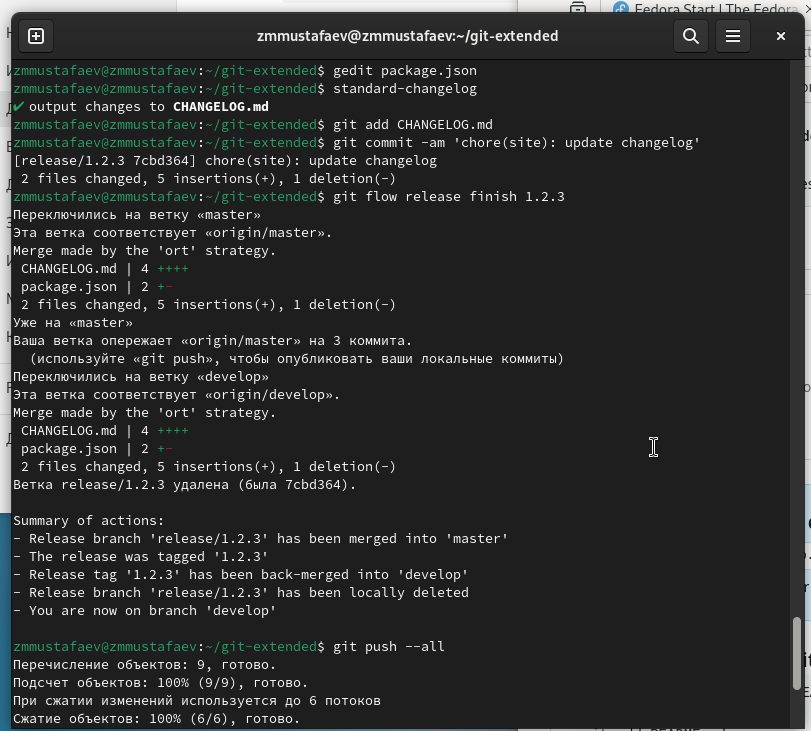 Fedora Start | The Fedora
zmmustafaev@zmmustafaev:~/git-extended
zmmustafaev@zmmustafaev:~/git-extended$ gedit package.json
zmmustafaev@zmmustafaev:~/git-extended$ standard-changelog
✔ output changes to CHANGELOG.md
zmmustafaev@zmmustafaev:~/git-extended$ git add CHANGELOG.md
zmmustafaev@zmmustafaev:~/git-extended$ git commit -am 'chore(site): update changelog'
[release/1.2.3 7cbd364] chore(site): update changelog
 2 files changed, 5 insertions(+), 1 deletion(-)
zmmustafaev@zmmustafaev:~/git-extended$ git flow release finish 1.2.3
Переключились на ветку «master»
Эта ветка соответствует «origin/master».
Merge made by the 'ort' strategy.
 CHANGELOG.md | 4 ++++
 package.json | 2 +-
 2 files changed, 5 insertions(+), 1 deletion(-)
Уже на «master»
Ваша ветка опережает «origin/master» на 3 коммита.
  (используйте «git push», чтобы опубликовать ваши локальные коммиты)
Переключились на ветку «develop»
Эта ветка соответствует «origin/develop».
Merge made by the 'ort' strategy.
 CHANGELOG.md | 4 ++++
 package.json | 2 +-
 2 files changed, 5 insertions(+), 1 deletion(-)
Ветка release/1.2.3 удалена (была 7cbd364).
Summary of actions:
- Release branch 'release/1.2.3' has been merged into 'master'
- The release was tagged '1.2.3'
- Release tag '1.2.3' has been back-merged into 'develop'
- Release branch 'release/1.2.3' has been locally deleted
- You are now on branch 'develop'
zmmustafaev@zmmustafaev:~/git-extended$ git push --all
Перечисление объектов: 9, готово.
Подсчет объектов: 100% (9/9), готово.
При сжатии изменений используется до 6 потоков
Сжатие объектов: 100% (6/6), готово.